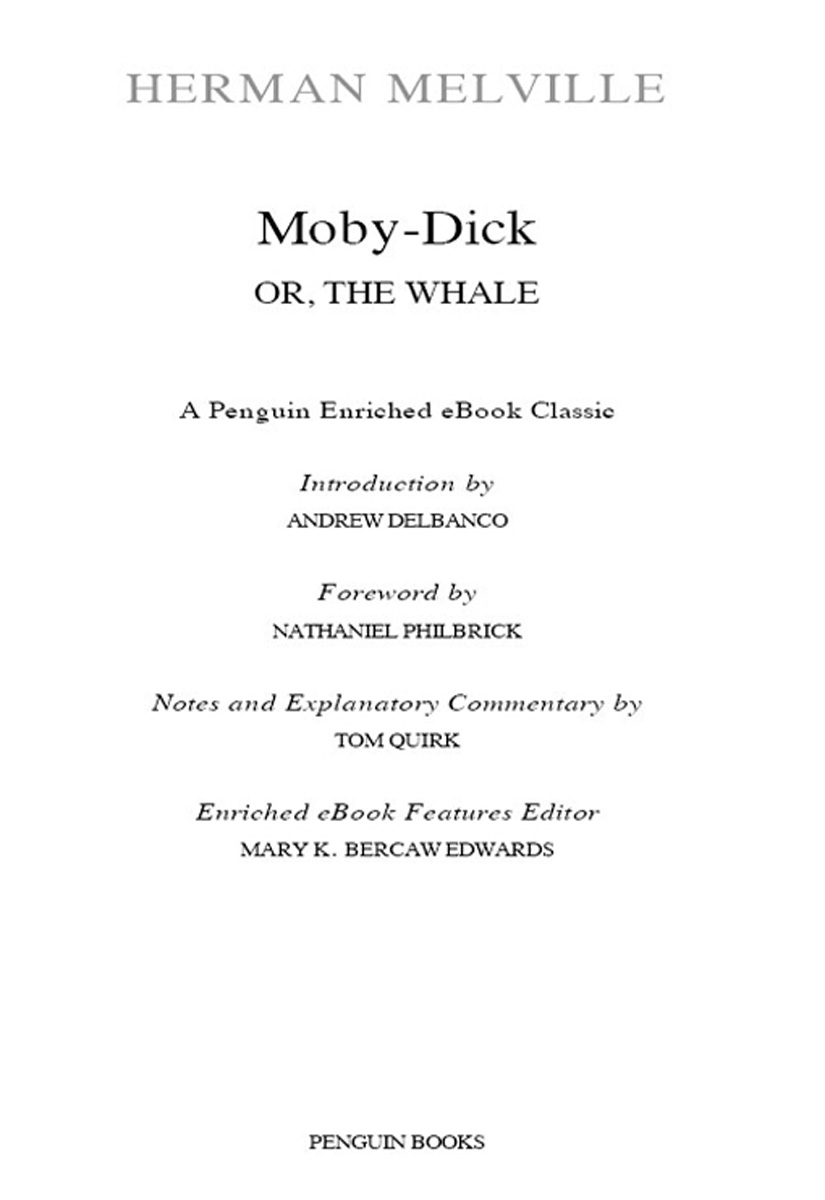 HERMAN MELVILLE
Moby-Dick
OR, THE WHALE
A Penguin Enriched eBook Classic
Introduction by
ANDREW DELBANCO
Foreword by
NATHANIEL PHILBRICK
Notes and Explanatory Commentary by
TOM QUIRK
Enriched eBook Features Editor
MARY K. BERCAW EDWARDS
PENGUIN BOOKS